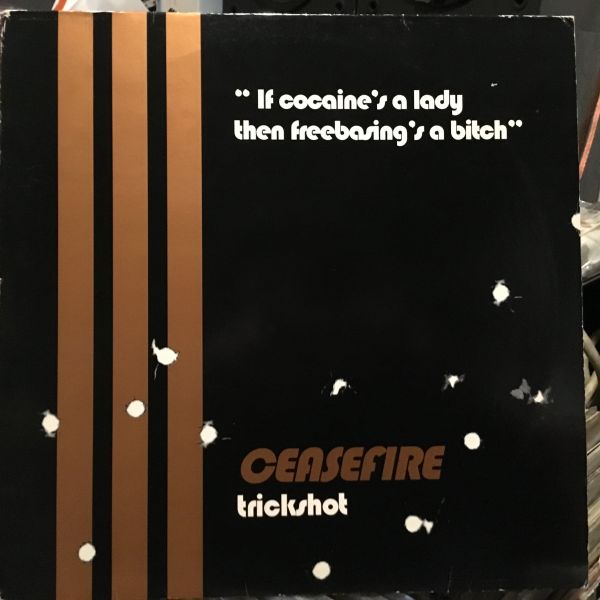 “ If cocaine's a lady
then freebasing's a bitch”
CEASEFIRE
trickshot